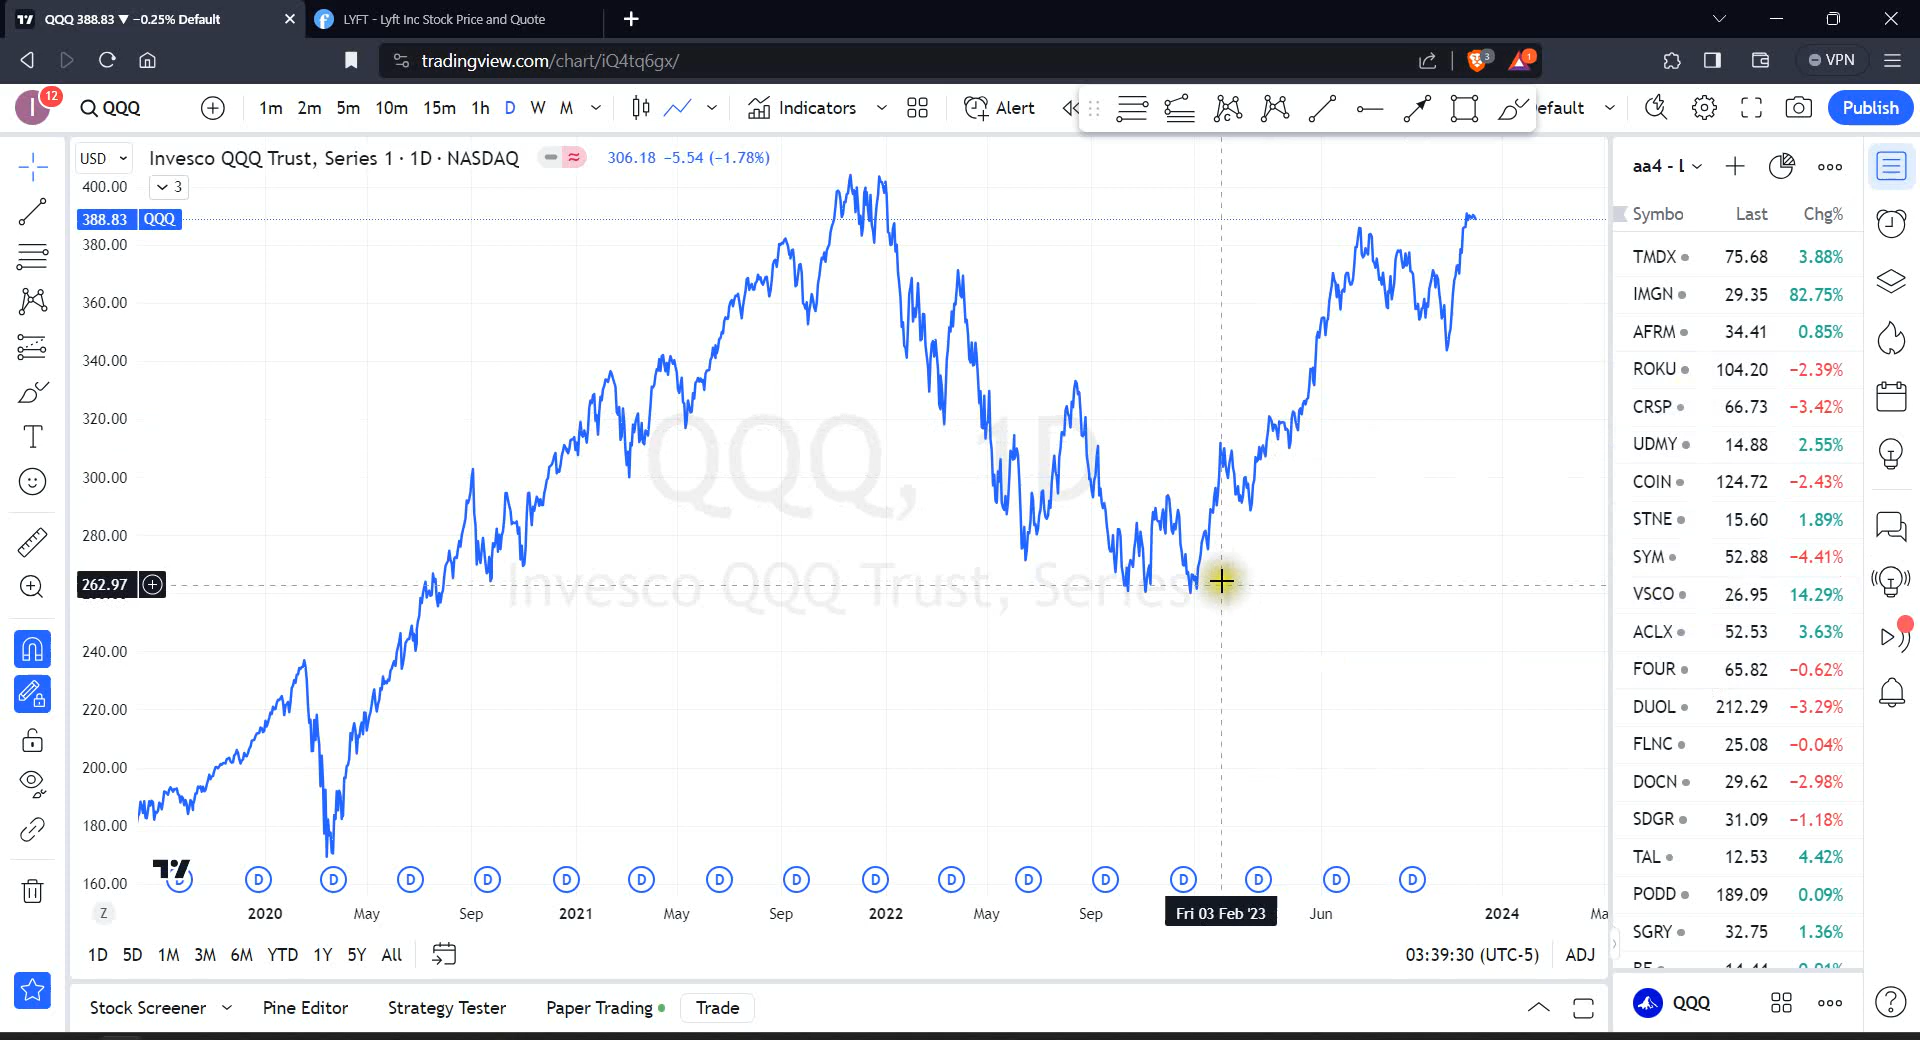 QQQ 388.83 ▼ −0.25% Default
LYFT - Lyft Inc Stock Price and Quote
tradingview.com/chart/iQ4tq6gx/
3
1
VPN
I
12
QQQ
1m 2m 5m 10m 15m 1h D W M
Indicators
Alert
efault
Publish
USD
Invesco QQQ Trust, Series 1 · 1D · NASDAQ
306.18 −5.54 (−1.78%)
3
400.00
388.83 QQQ
380.00
360.00
340.00
320.00
300.00
280.00
262.97
240.00
220.00
200.00
180.00
160.00
QQQ, 1D
Invesco QQQ Trust, Series
D D D D D D D D D D D D D D D D D
Z
2020 May Sep 2021 May Sep 2022 May Sep Fri 03 Feb '23 Jun 2024 Ma
1D 5D 1M 3M 6M YTD 1Y 5Y All
03:39:30 (UTC-5) ADJ
Stock Screener Pine Editor Strategy Tester Paper Trading Trade
aa4 - L
Symbo Last Chg%
TMDX 75.68 3.88%
IMGN 29.35 82.75%
AFRM 34.41 0.85%
ROKU 104.20 −2.39%
CRSP 66.73 −3.42%
UDMY 14.88 2.55%
COIN 124.72 −2.43%
STNE 15.60 1.89%
SYM 52.88 −4.41%
VSCO 26.95 14.29%
ACLX 52.53 3.63%
FOUR 65.82 −0.62%
DUOL 212.29 −3.29%
FLNC 25.08 −0.04%
DOCN 29.62 −2.98%
SDGR 31.09 −1.18%
TAL 12.53 4.42%
PODD 189.09 0.09%
SGRY 32.75 1.36%
QQQ